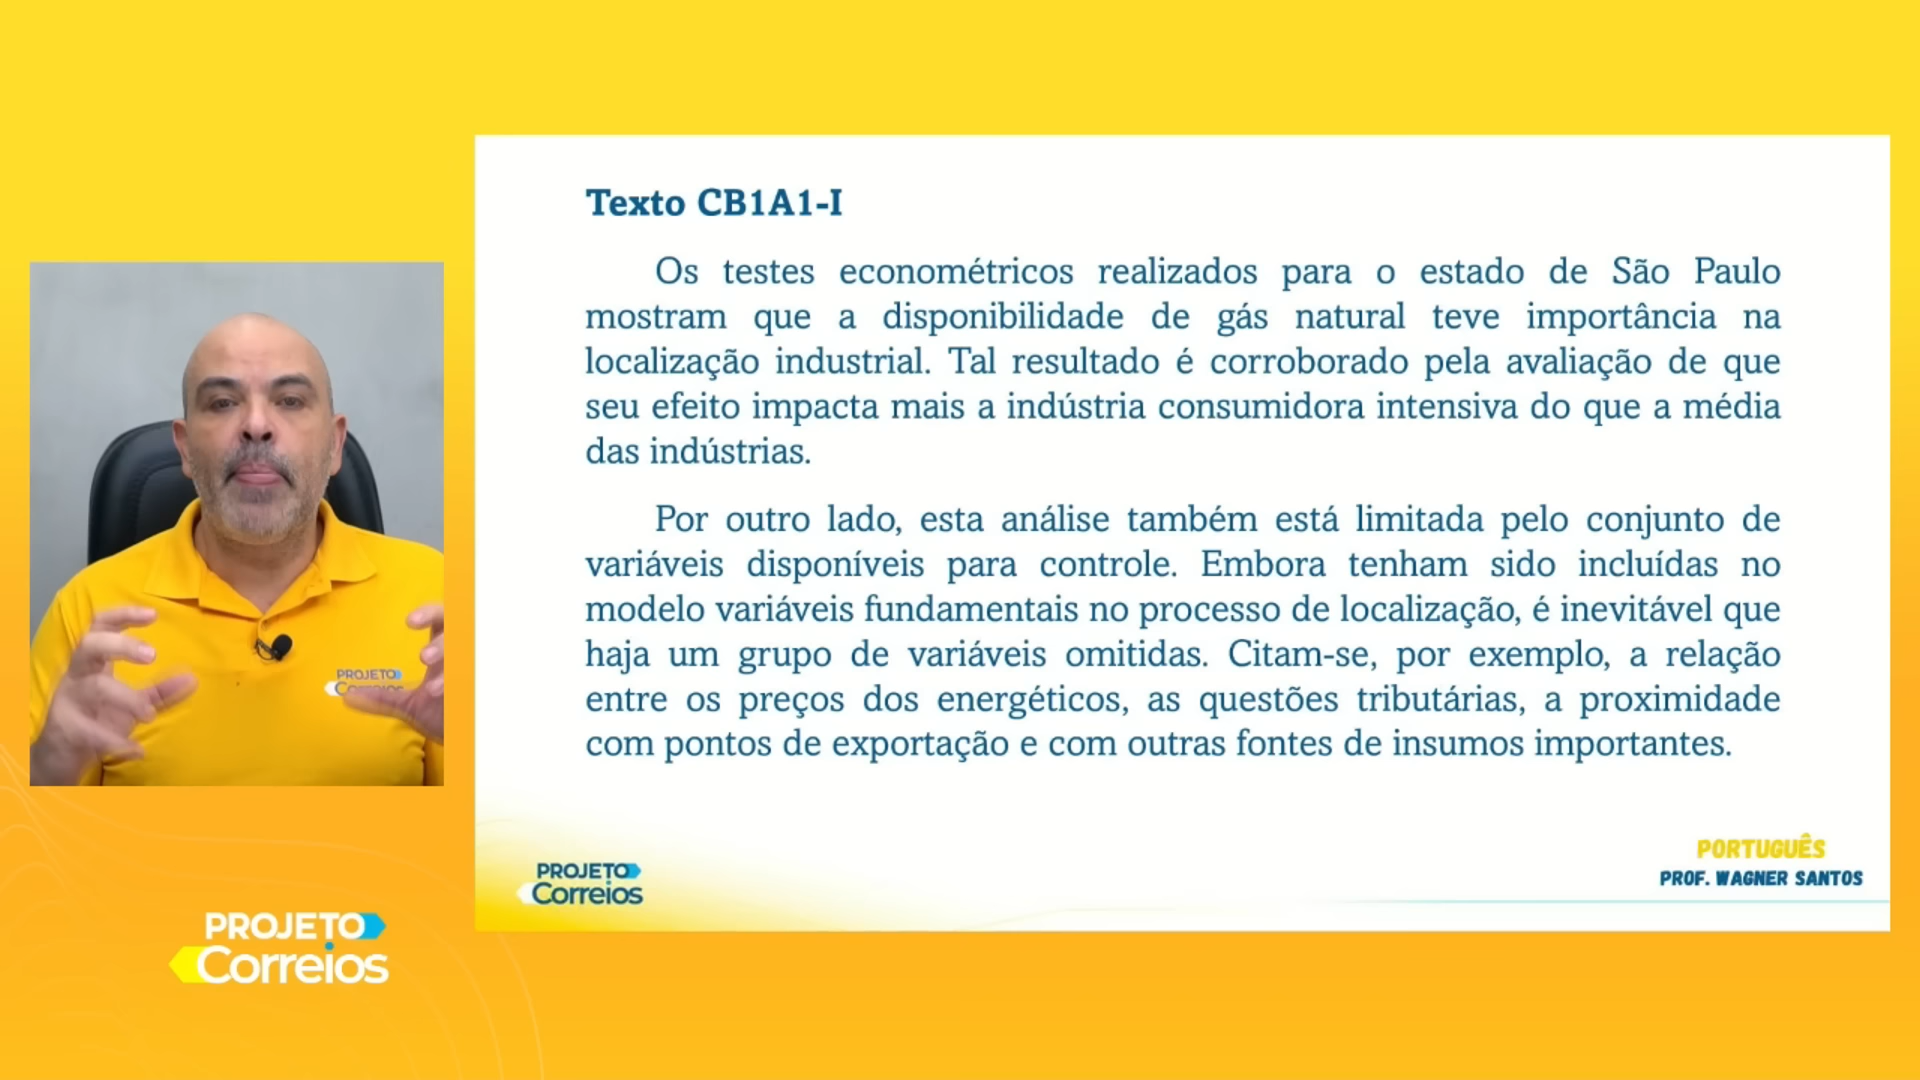 Texto CB1A1-I
Os testes econométricos realizados para o estado de São Paulo
mostram que a disponibilidade de gás natural teve importância na
localização industrial. Tal resultado é corroborado pela avaliação de que
seu efeito impacta mais a indústria consumidora intensiva do que a média
das indústrias.
Por outro lado, esta análise também está limitada pelo conjunto de
variáveis disponíveis para controle. Embora tenham sido incluídas no
modelo variáveis fundamentais no processo de localização, é inevitável que
haja um grupo de variáveis omitidas. Citam-se, por exemplo, a relação
entre os preços dos energéticos, as questões tributárias, a proximidade
com pontos de exportação e com outras fontes de insumos importantes.
PROJETO
Correios
PORTUGUÊS
PROF. WAGNER SANTOS
PROJETO
Correios
PROJETO
Correios